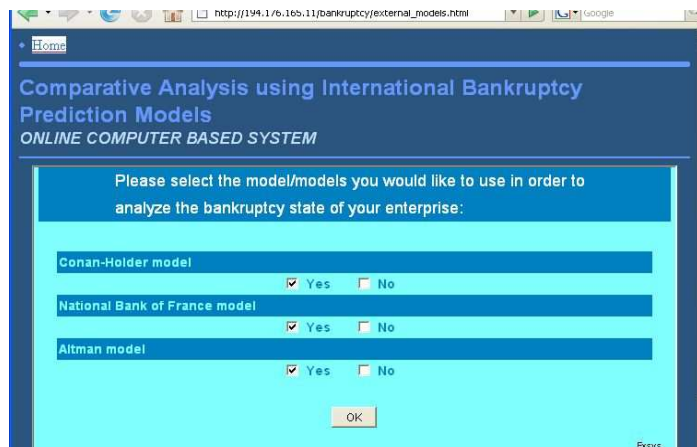 http://194.176.165.11/bankruptcy/external_models.html
Google
Home
Comparative Analysis using International Bankruptcy
Prediction Models
ONLINE COMPUTER BASED SYSTEM
Please select the model/models you would like to use in order to
analyze the bankruptcy state of your enterprise:
Conan-Holder model
Yes No
National Bank of France model
Yes No
Altman model
Yes No
OK
Exsys